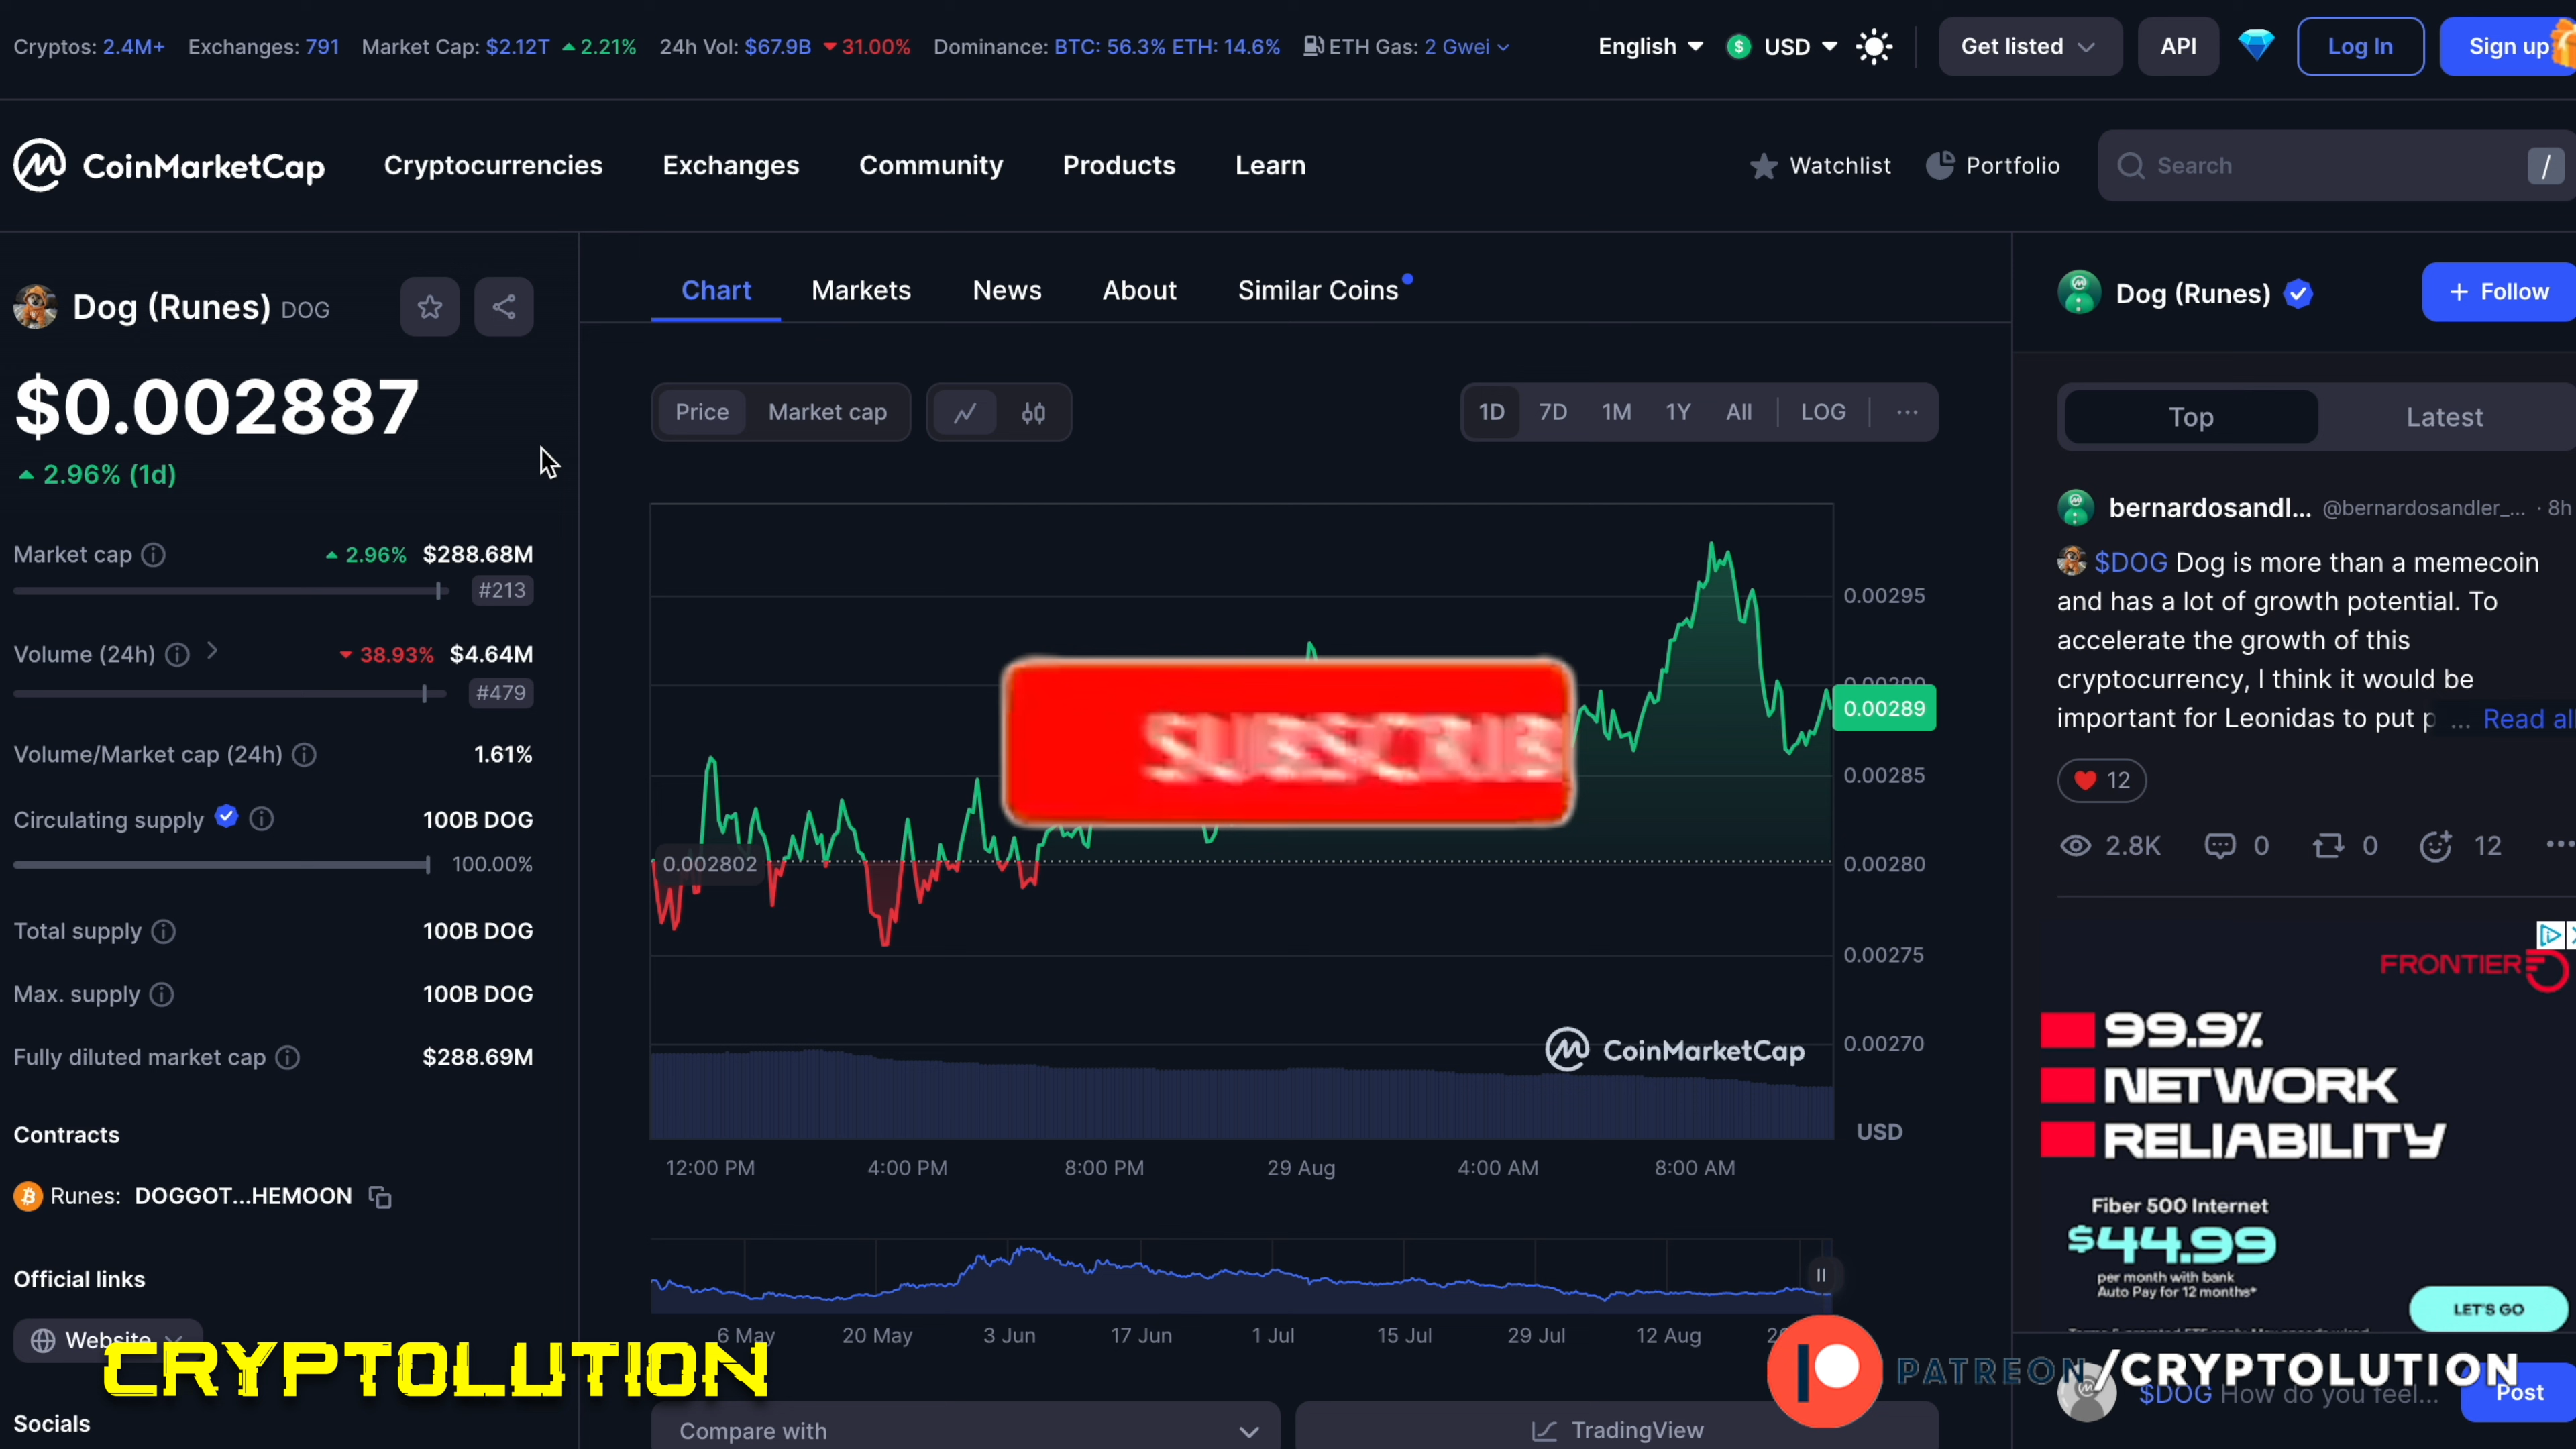 Cryptos: 2.4M+ Exchanges: 791 Market Cap: $2.12T 2.21% 24h Vol: $67.9B 31.00% Dominance: BTC: 56.3% ETH: 14.6% ETH Gas: 2 Gwei English USD Get listed API Log In Sign up
CoinMarketCap Cryptocurrencies Exchanges Community Products Learn Watchlist Portfolio Search /
Dog (Runes) DOG
$0.002887
2.96% (1d)
Market cap 2.96% $288.68M
#213
Volume (24h) 38.93% $4.64M
#479
Volume/Market cap (24h) 1.61%
Circulating supply 100B DOG
100.00%
Total supply 100B DOG
Max. supply 100B DOG
Fully diluted market cap $288.69M
Contracts
Runes: DOGGOT...HEMOON
Official links
Website
CRYPTOLUTION
Socials
Chart Markets News About Similar Coins
Price Market cap 1D 7D 1M 1Y All LOG ...
0.00295
0.00290
0.00289
SUBSCRIB
0.00285
0.002802
0.00280
0.00275
0.00270
CoinMarketCap
USD
12:00 PM 4:00 PM 8:00 PM 29 Aug 4:00 AM 8:00 AM
6 May 20 May 3 Jun 17 Jun 1 Jul 15 Jul 29 Jul 12 Aug
Compare with TradingView
Dog (Runes) + Follow
Top Latest
bernardosandl... @bernardosandler_... · 8h
$DOG Dog is more than a memecoin
and has a lot of growth potential. To
accelerate the growth of this
cryptocurrency, I think it would be
important for Leonidas to put p ... Read all
12
2.8K 0 0 12 ...
FRONTIER
99.9%
NETWORK
RELIABILITY
Fiber 500 Internet
$44.99
per month with bank
Auto Pay for 12 months*
LET'S GO
PATREON/CRYPTOLUTION
$DOG How do you feel... Post